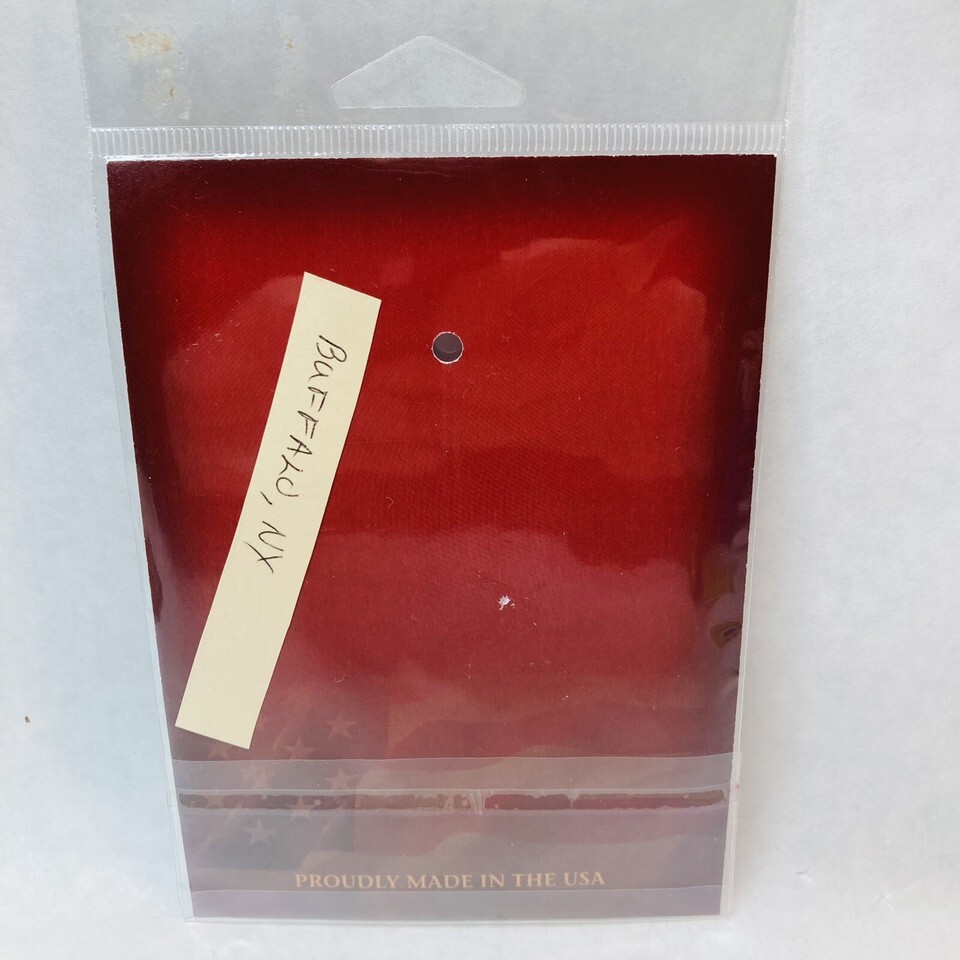 BUFFALO, NY
PROUDLY MADE IN THE USA